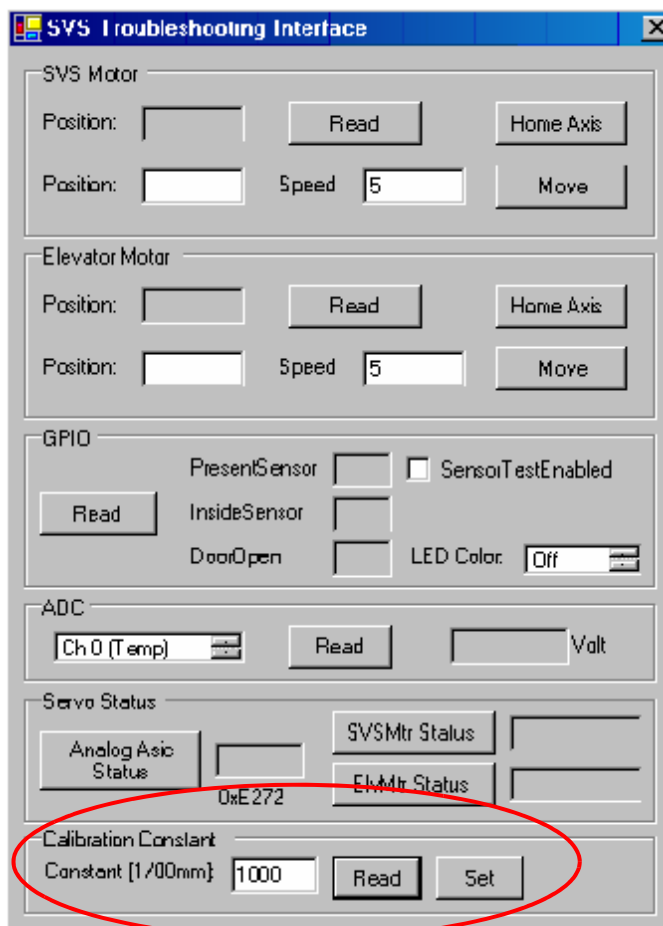 SVS Troubleshooting Interface
SVS Motor
Position: Read Home Axis
Position: Speed 5 Move
Elevator Motor
Position: Read Home Axis
Position: Speed 5 Move
GPIO
PresentSensor SensorTestEnabled
Read InsideSensor
DoorOpen LED Color: Off
ADC
Ch 0 (Temp) Read Volt
Servo Status
Analog Asic Status SVSMtr Status
0xE272 ElvMtr Status
Calibration Constant
Constant [1/00mm]: 1000 Read Set